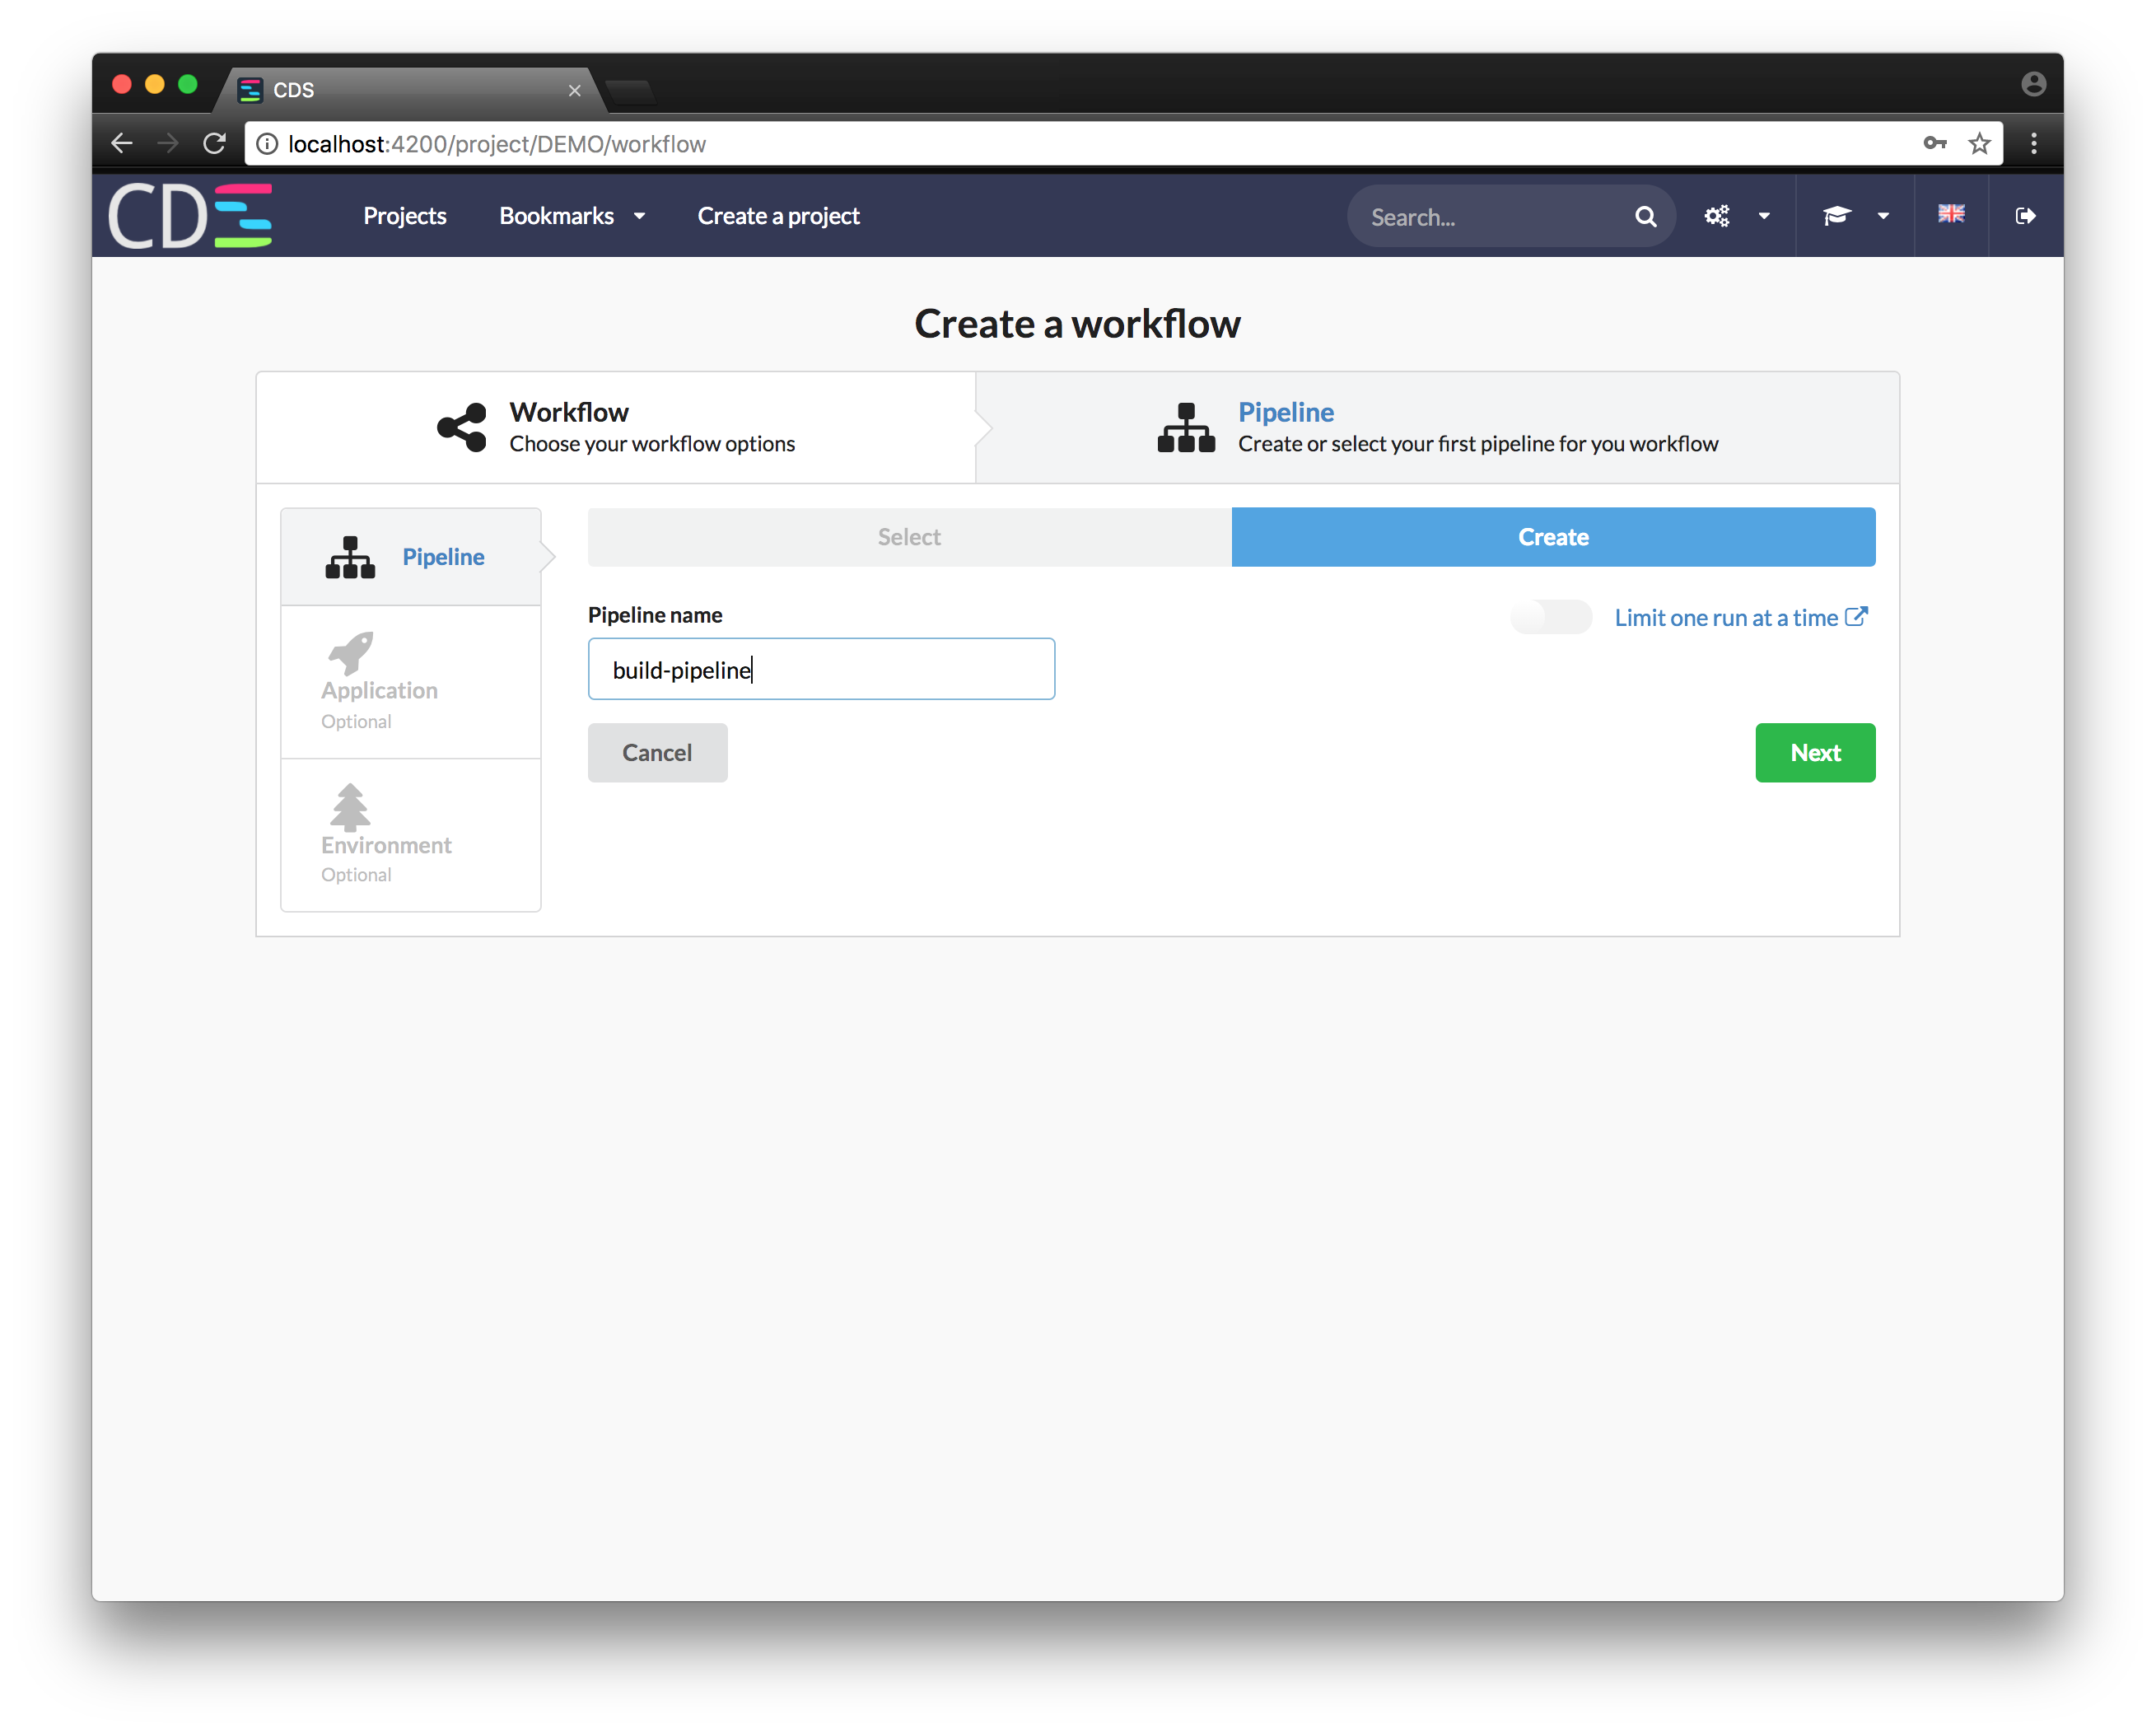 CDS
localhost:4200/project/DEMO/workflow
CDS
Projects
Bookmarks
Create a project
Search...
Create a workflow
Workflow
Choose your workflow options
Pipeline
Create or select your first pipeline for you workflow
Pipeline
Application
Optional
Environment
Optional
Select
Create
Pipeline name
Limit one run at a time
build-pipeline
Cancel
Next